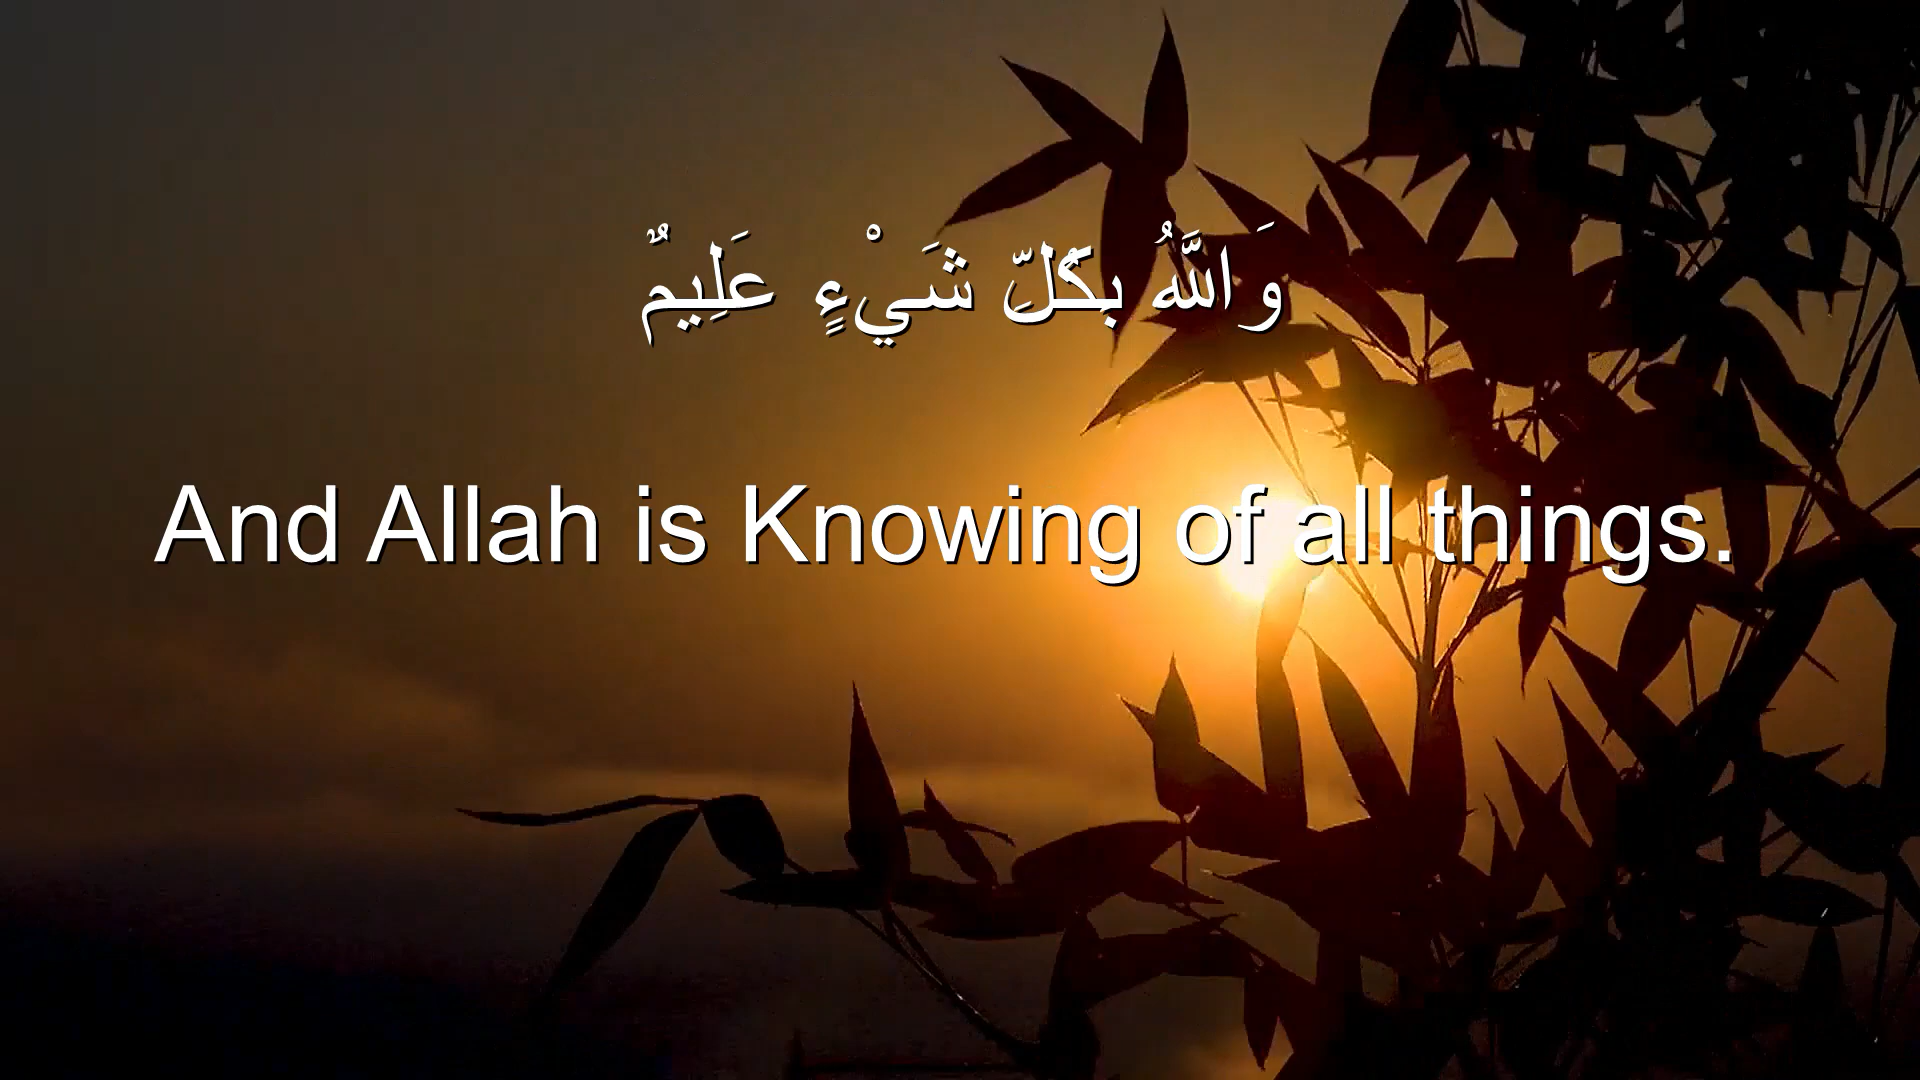 وَاللَّهُ بِكُلِّ شَيْءٍ عَلِيمٌ
And Allah is Knowing of all things.